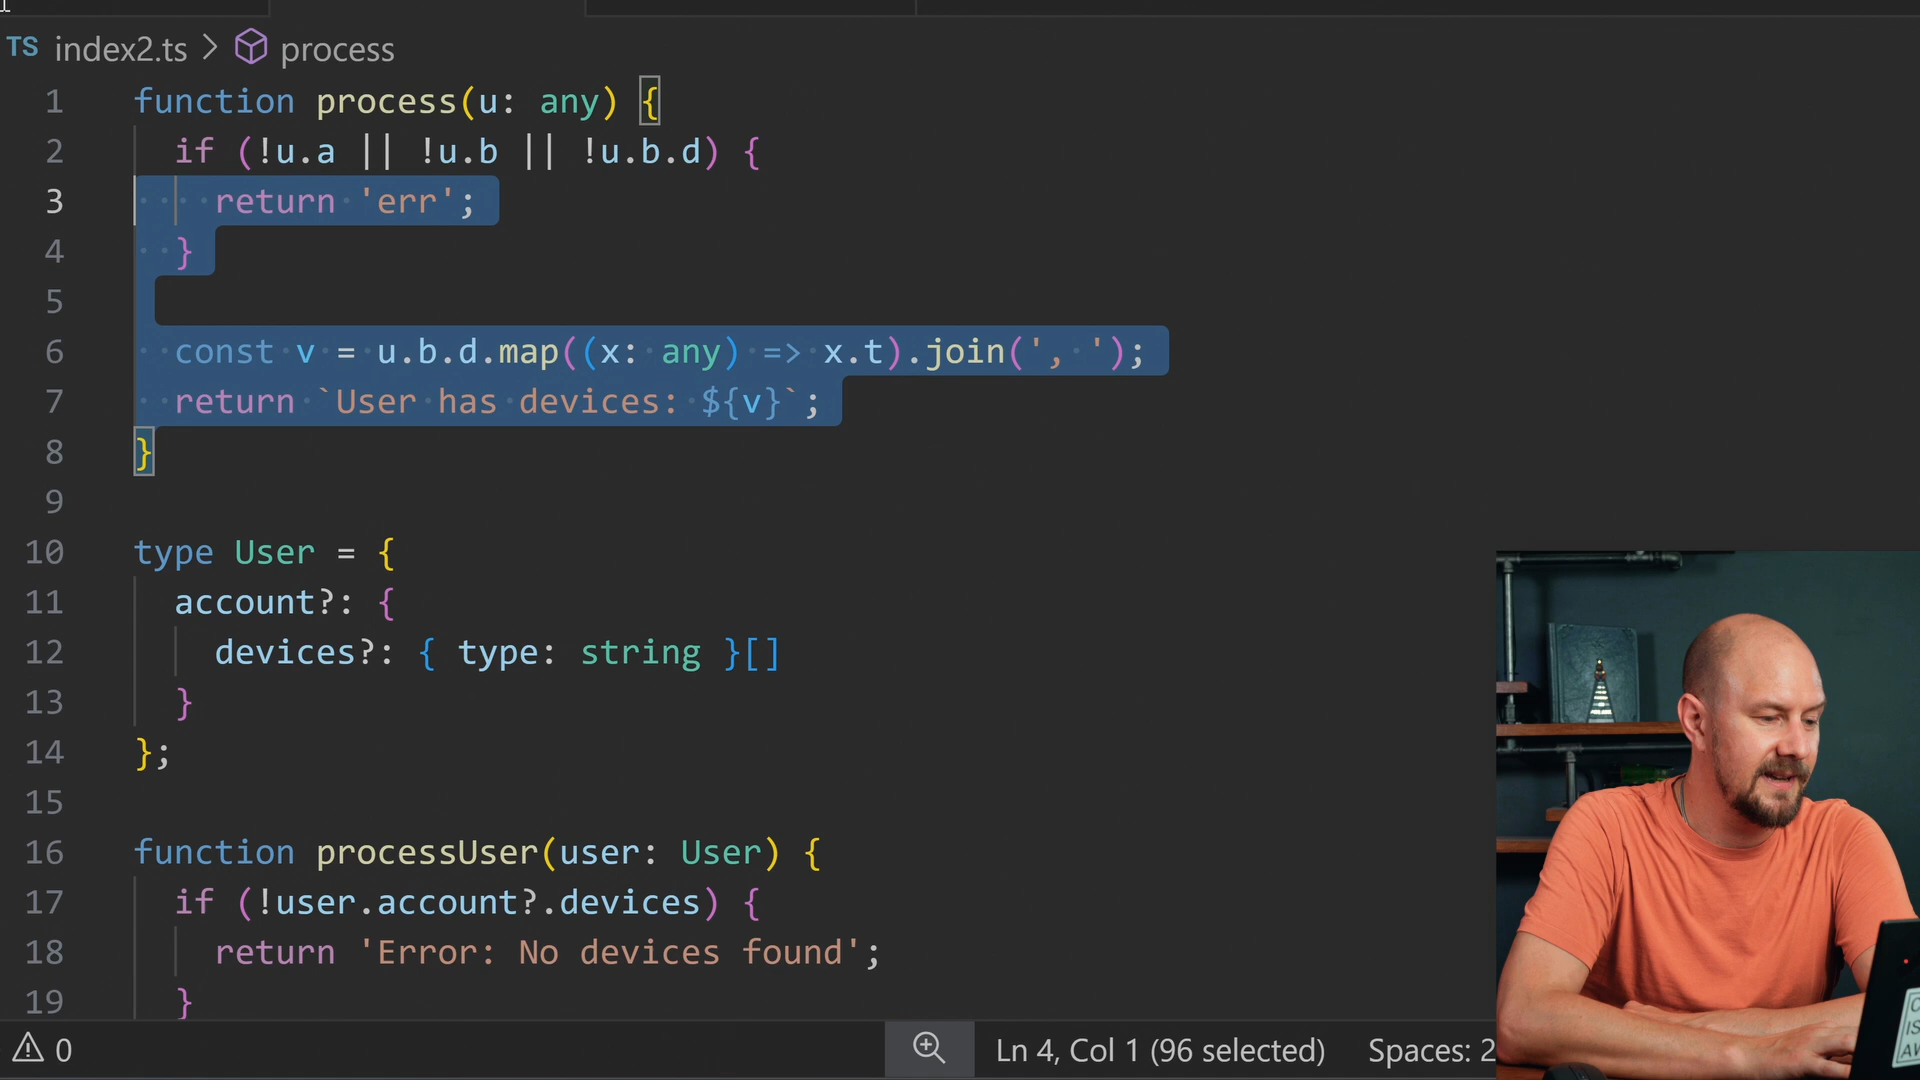 TS index2.ts > process
1 function process(u: any) {
2 if (!u.a || !u.b || !u.b.d) {
3 return 'err';
4 }
5
6 const v = u.b.d.map((x: any) => x.t).join(', ');
7 return `User has devices: ${v}`;
8 }
9
10 type User = {
11 account?: {
12 devices?: { type: string }[]
13 }
14 };
15
16 function processUser(user: User) {
17 if (!user.account?.devices) {
18 return 'Error: No devices found';
19 }
0
Ln 4, Col 1 (96 selected)
Spaces: 2